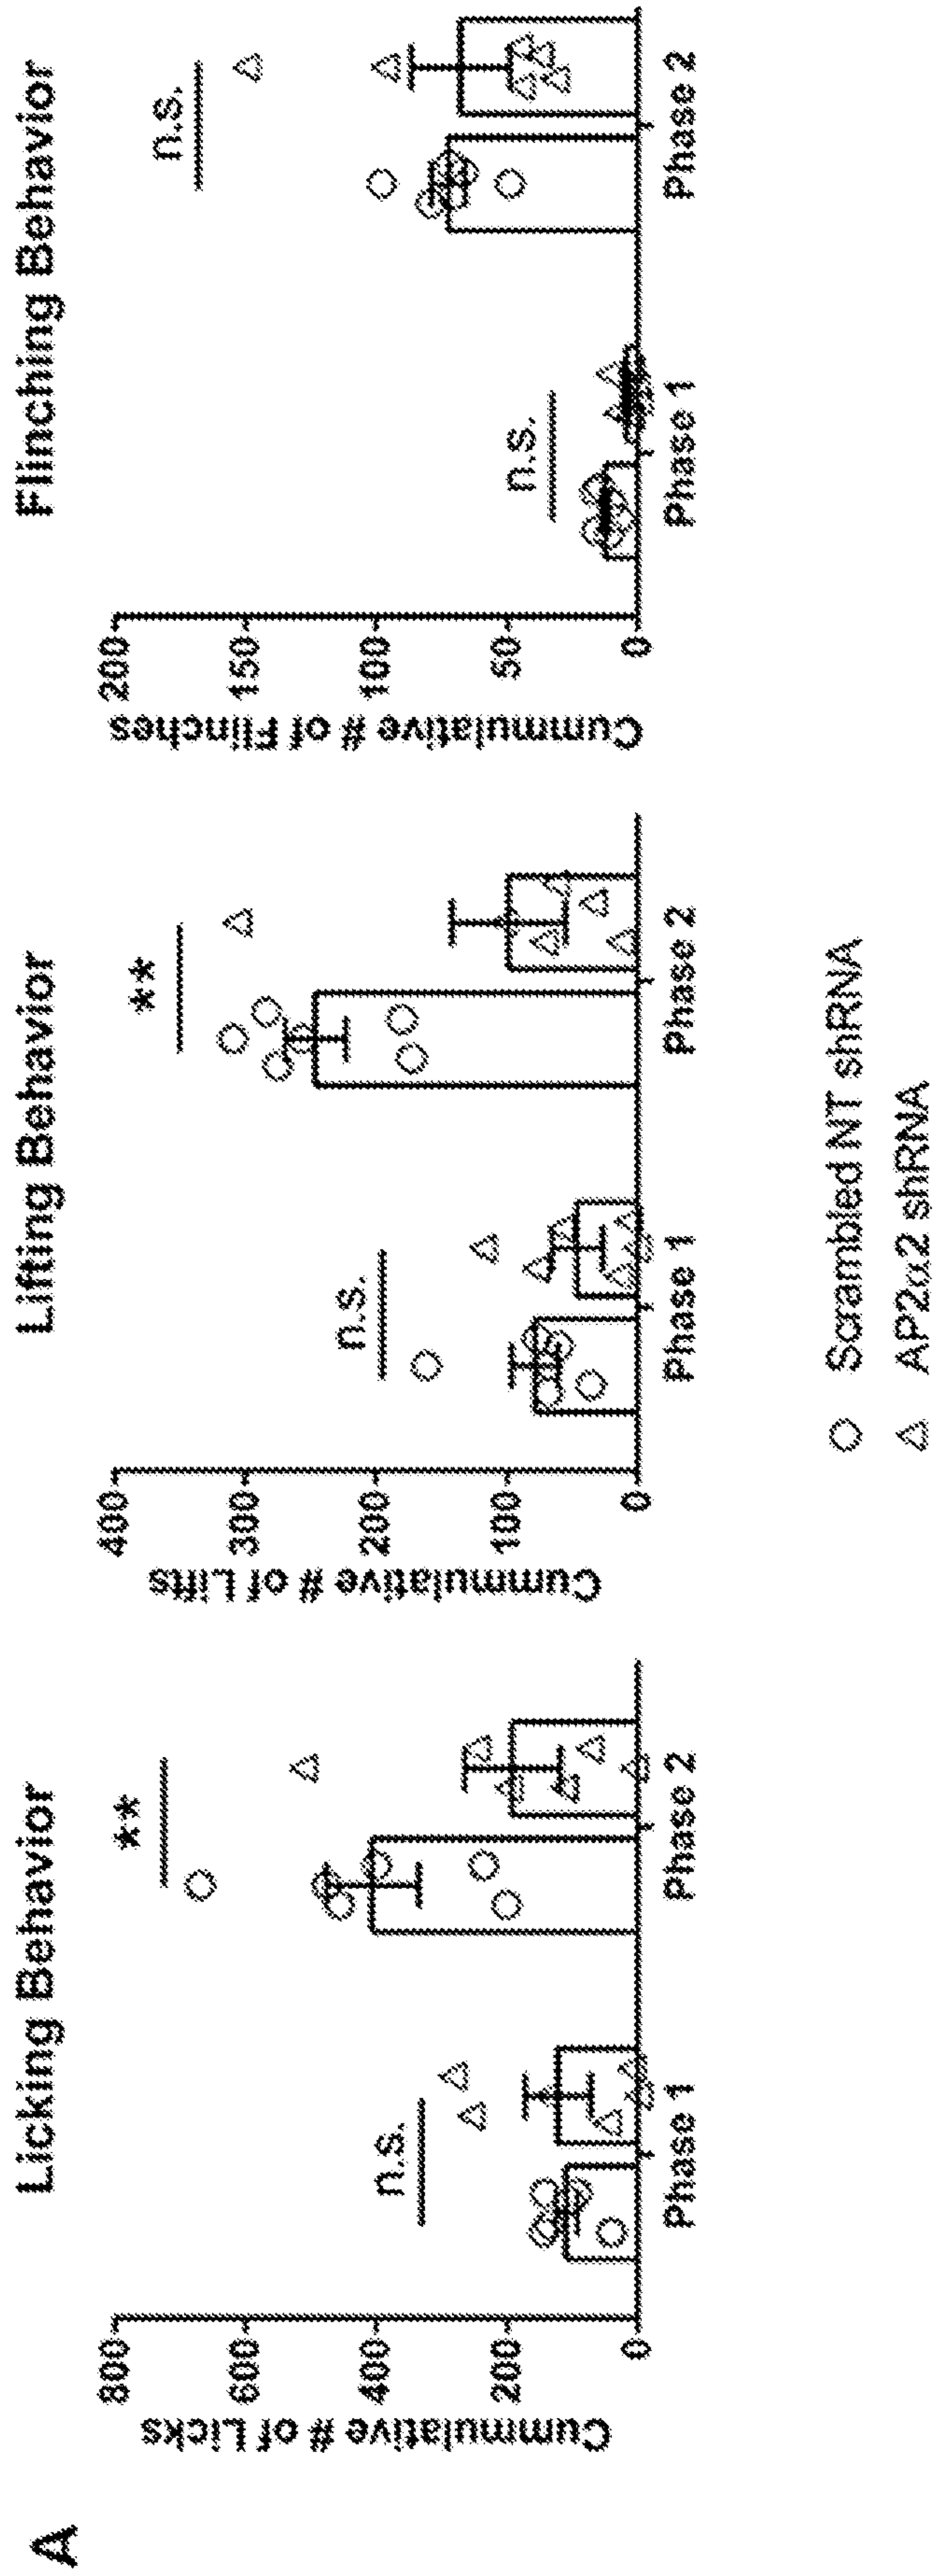 A
Licking Behavior
Cummulative # of Licks
800
600
400
200
0
n.s.
**
Phase 1
Phase 2
Lifting Behavior
Cummulative # of Lifts
400
300
200
100
0
n.s.
**
Phase 1
Phase 2
Flinching Behavior
Cummulative # of Flinches
200
150
100
50
0
n.s.
n.s.
Phase 1
Phase 2
Scrambled NT shRNA
AP2α2 shRNA